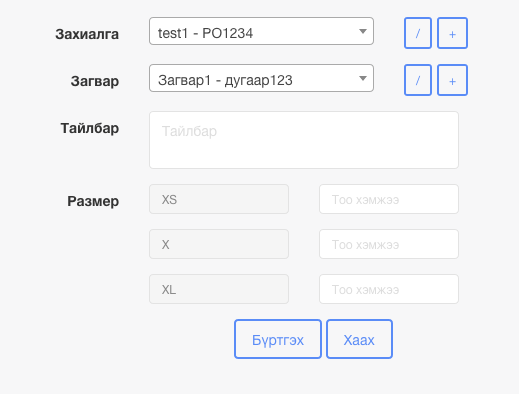 Захиалга test1 - PO1234 / +
Загвар Загвар1 - дугаар123 / +
Тайлбар Тайлбар
Размер XS Тоо хэмжээ
X Тоо хэмжээ
XL Тоо хэмжээ
Бүртгэх Хаах